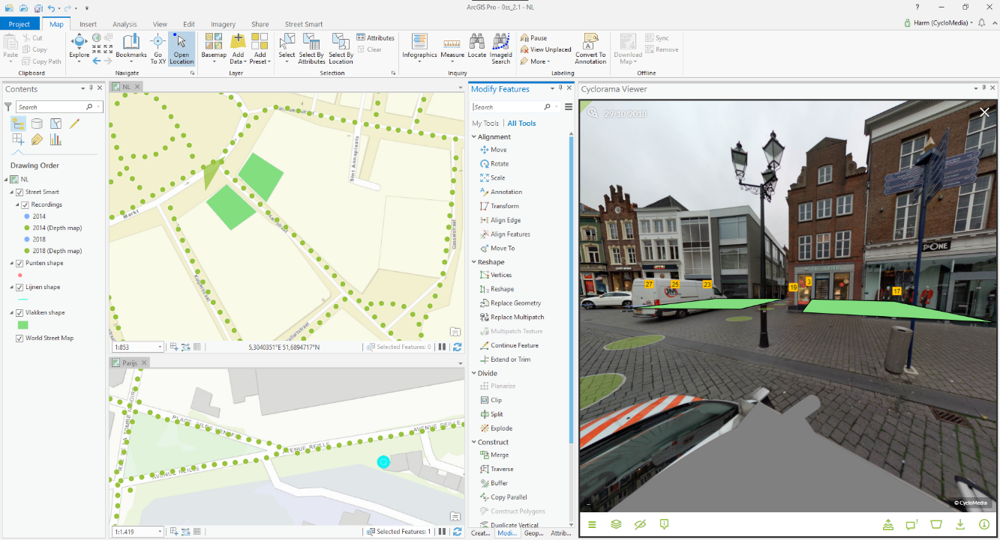 ArcGIS Pro - Oss_2.1 - NL
Project Map Insert Analysis View Edit Imagery Share Street Smart
Harm (CycloMedia)
Paste
Cut
Copy
Copy Path
Clipboard
Explore
Bookmarks
Go To XY
Open Location
Navigate
Basemap
Add Data
Add Preset
Layer
Select
Select By Attributes
Select By Location
Attributes
Clear
Selection
Infographics
Measure
Locate
ImageId Search
Inquiry
Pause
View Unplaced
More
Convert To Annotation
Labeling
Download Map
Sync
Remove
Offline
Contents
Search
Drawing Order
NL
Street Smart
Recordings
2014
2014 (Depth map)
2018
2018 (Depth map)
Punten shape
Lijnen shape
Vlakken shape
World Street Map
NL
Sint Annaplaats
Markt
Gasselstraat
1:853
5,3040351°E 51,6894717°N
Selected Features: 0
Parijs
AVENUE REILLE
AVENUE REILLE
AVENUE REILLE
1:1.419
Selected Features: 1
Modify Features
Search
My Tools All Tools
Alignment
Move
Rotate
Scale
Annotation
Transform
Align Edge
Align Features
Move To
Reshape
Vertices
Reshape
Replace Geometry
Replace Multipatch
Multipatch Texture
Continue Feature
Extend or Trim
Divide
Planarize
Clip
Split
Explode
Construct
Merge
Traverse
Buffer
Copy Parallel
Construct Polygons
Duplicate Vertical
Creat... Modi... Geop... Attrib...
Cyclorama Viewer
29/10/2018
ONE
27 25 23 19 3 17
© CycloMedia